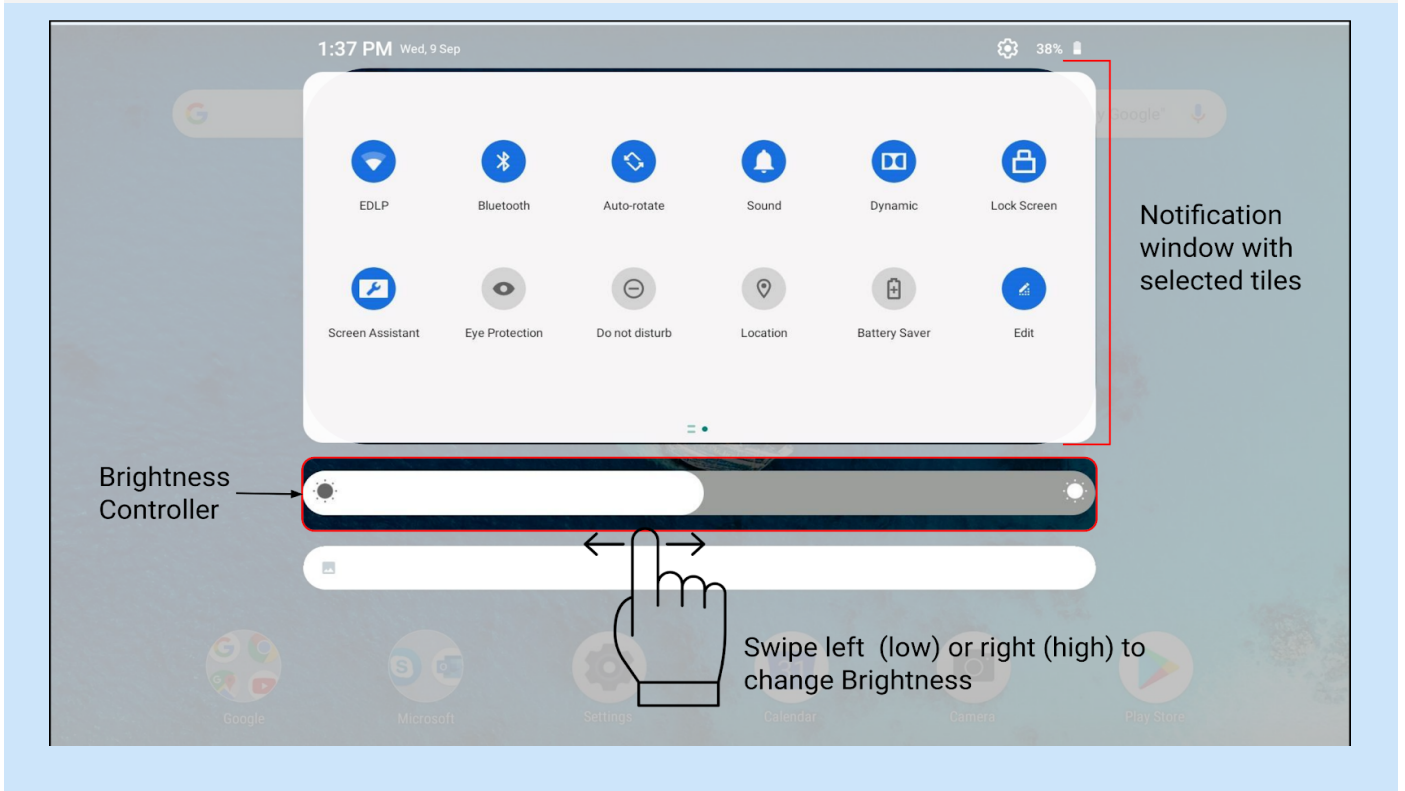 1:37 PM Wed, 9 Sep 38%
y Google"
EDLP Bluetooth Auto-rotate Sound Dynamic Lock Screen
Notification
window with
selected tiles
Screen Assistant Eye Protection Do not disturb Location Battery Saver Edit
Brightness
Controller
Swipe left (low) or right (high) to
change Brightness
Google Microsoft Settings Calendar Camera Play Store